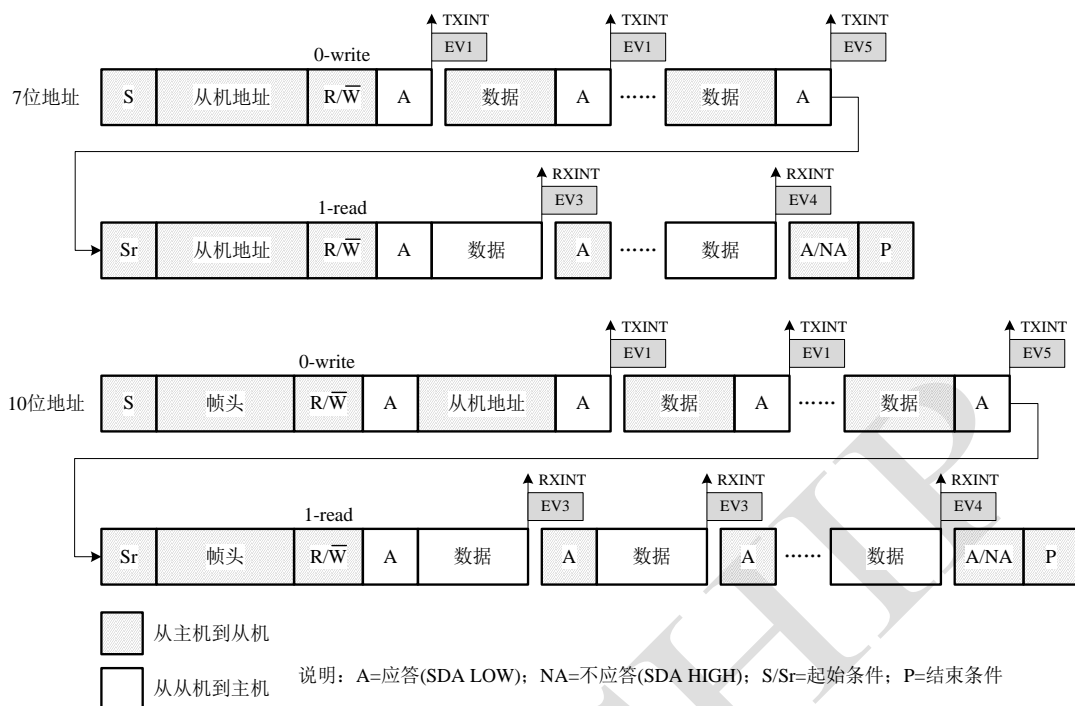 TXINT TXINT TXINT
EV1 EV1 EV5
0-write
7位地址 S 从机地址 R/W̅ A 数据 A …… 数据 A
RXINT RXINT
EV3 EV4
1-read
Sr 从机地址 R/W̅ A 数据 A …… 数据 A/NA P
TXINT TXINT TXINT
EV1 EV1 EV5
0-write
10位地址 S 帧头 R/W̅ A 从机地址 A 数据 A …… 数据 A
RXINT RXINT RXINT
EV3 EV3 EV4
1-read
Sr 帧头 R/W̅ A 数据 A 数据 A …… 数据 A/NA P
从主机到从机
从从机到主机
说明：A=应答(SDA LOW)；NA=不应答(SDA HIGH)；S/Sr=起始条件；P=结束条件